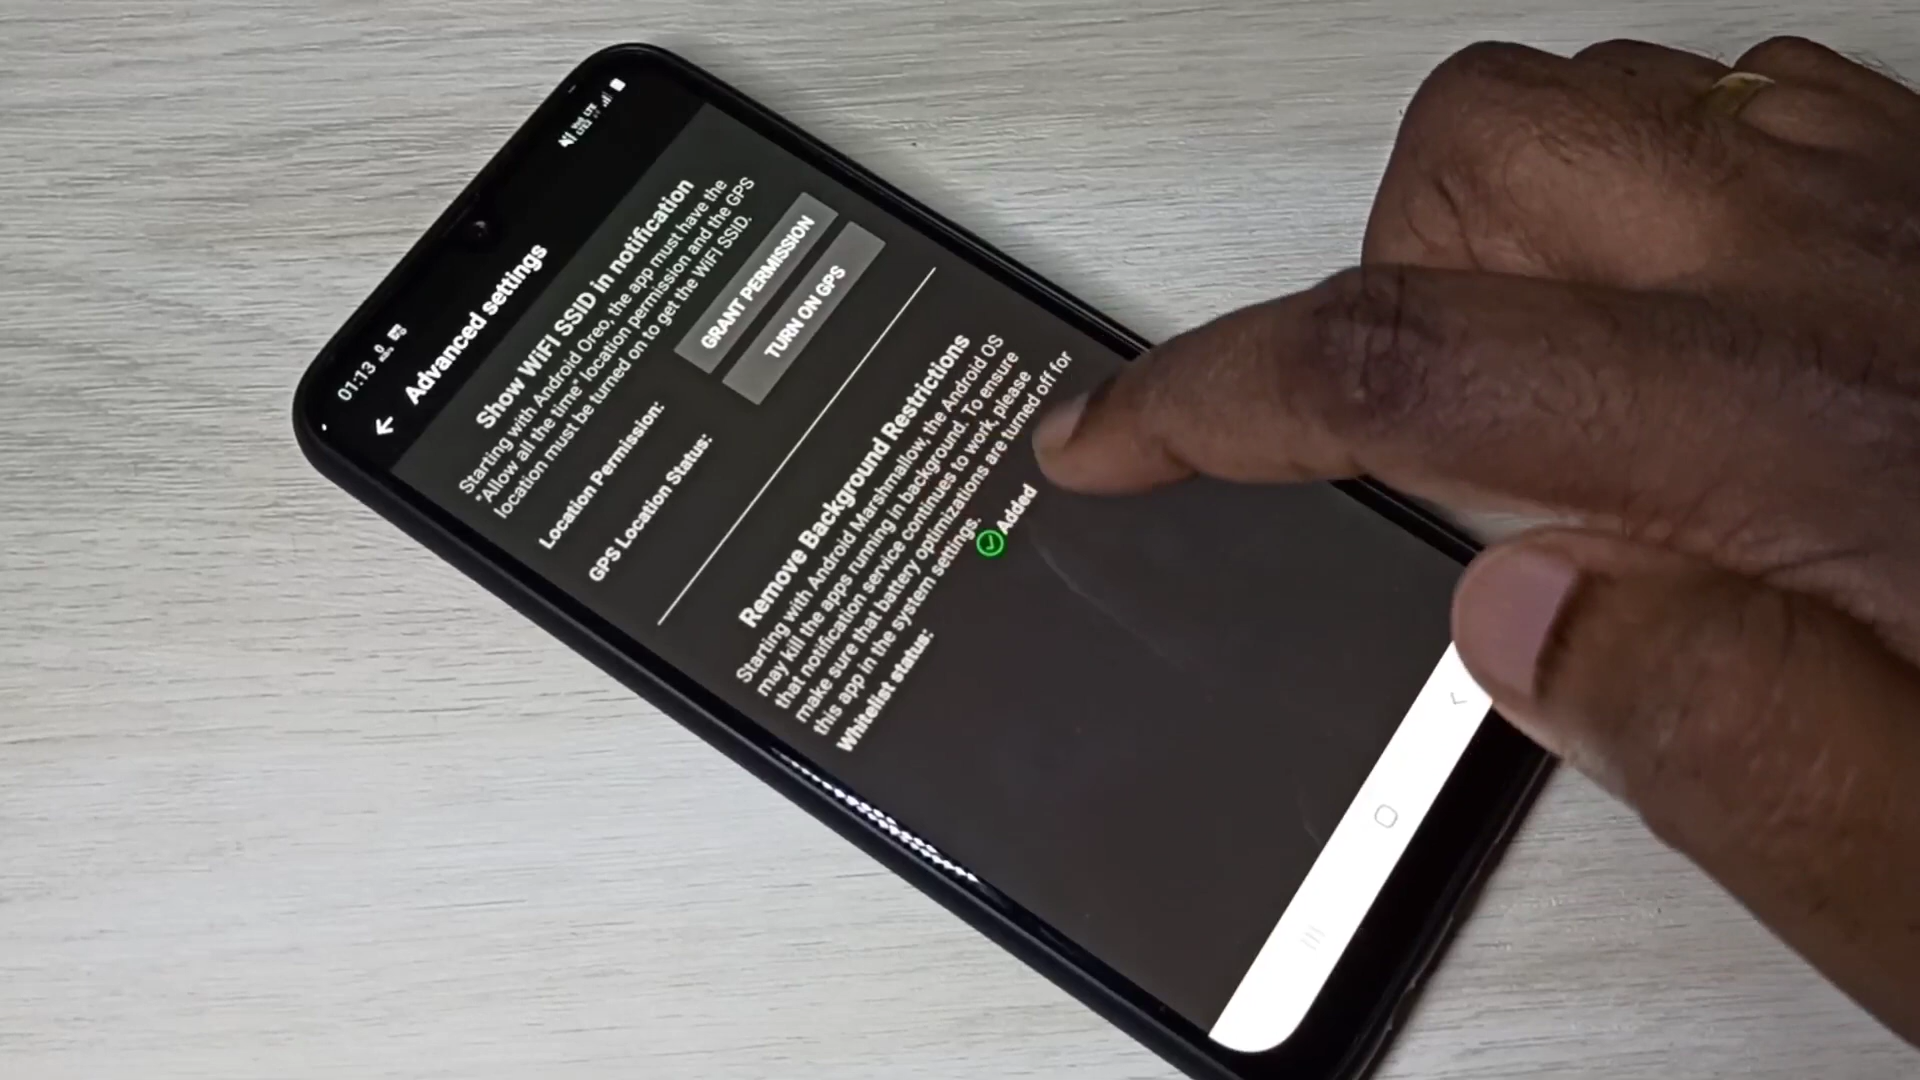 01:13
Advanced settings
Show WiFi SSID in notification
Starting with Android Oreo, the app must have the
"Allow all the time" location permission and the GPS
location must be turned on to get the WiFi SSID.
Location Permission:
GRANT PERMISSION
GPS Location Status:
TURN ON GPS
Remove Background Restrictions
Starting with Android Marshmallow, the Android OS
may kill the apps running in background. To ensure
that notification service continues to work, please
make sure that battery optimizations are turned off for
this app in the system settings.
Whitelist status:
Added